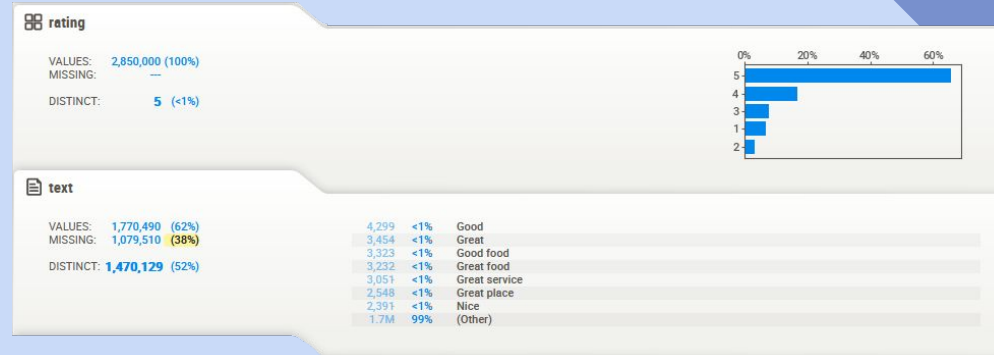 rating
VALUES: 2,850,000 (100%)
MISSING: ---
DISTINCT: 5 (<1%)
0% 20% 40% 60%
5
4
3
1
2
text
VALUES: 1,770,490 (62%)
MISSING: 1,079,510 (38%)
DISTINCT: 1,470,129 (52%)
4,299 <1% Good
3,454 <1% Great
3,323 <1% Good food
3,232 <1% Great food
3,051 <1% Great service
2,548 <1% Great place
2,391 <1% Nice
1.7M 99% (Other)